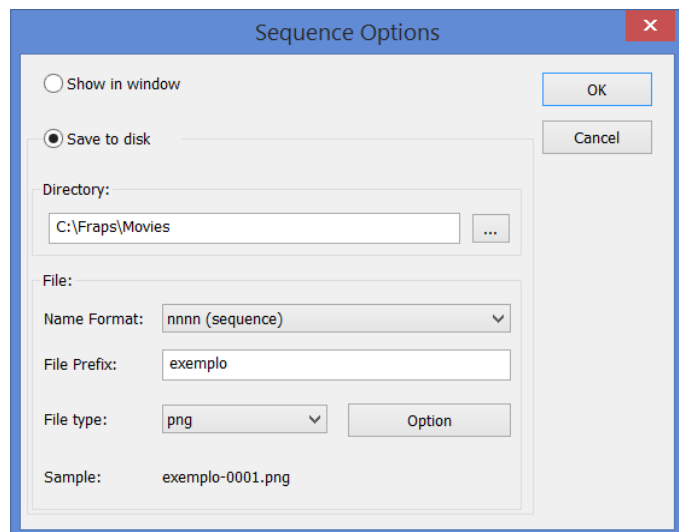 Sequence Options
Show in window
OK
Save to disk
Cancel
Directory:
C:\Fraps\Movies
...
File:
Name Format: nnnn (sequence)
File Prefix: exemplo
File type: png Option
Sample: exemplo-0001.png